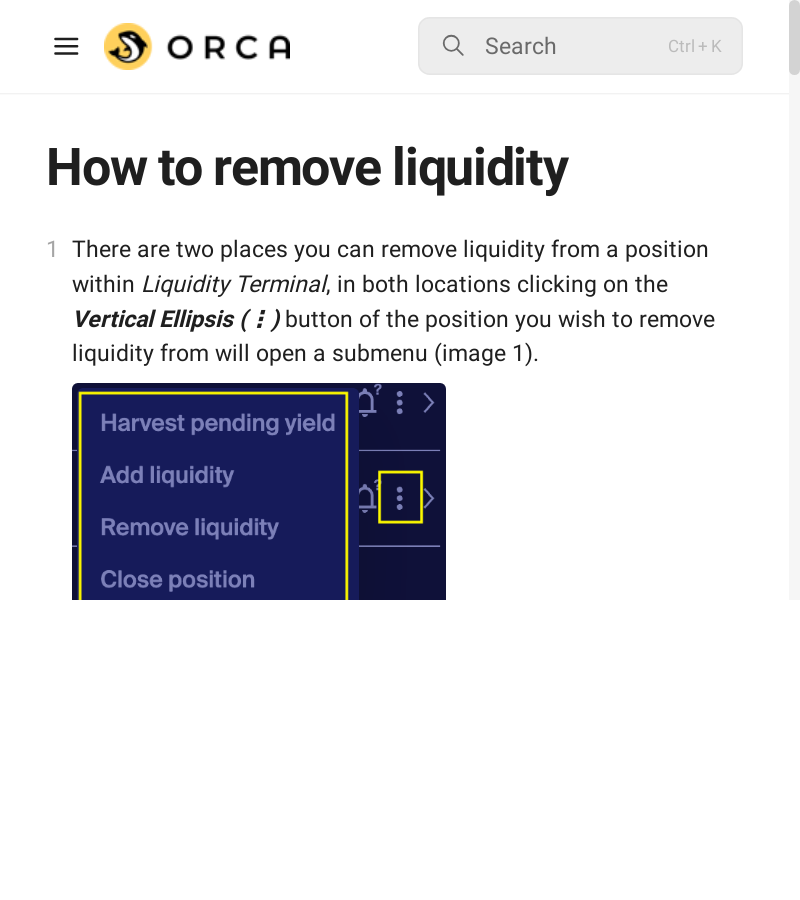 ORCA
Search Ctrl + K
How to remove liquidity
1 There are two places you can remove liquidity from a position
within Liquidity Terminal, in both locations clicking on the
Vertical Ellipsis (⋮) button of the position you wish to remove
liquidity from will open a submenu (image 1).
Harvest pending yield
?
Add liquidity
?
Remove liquidity
Close position